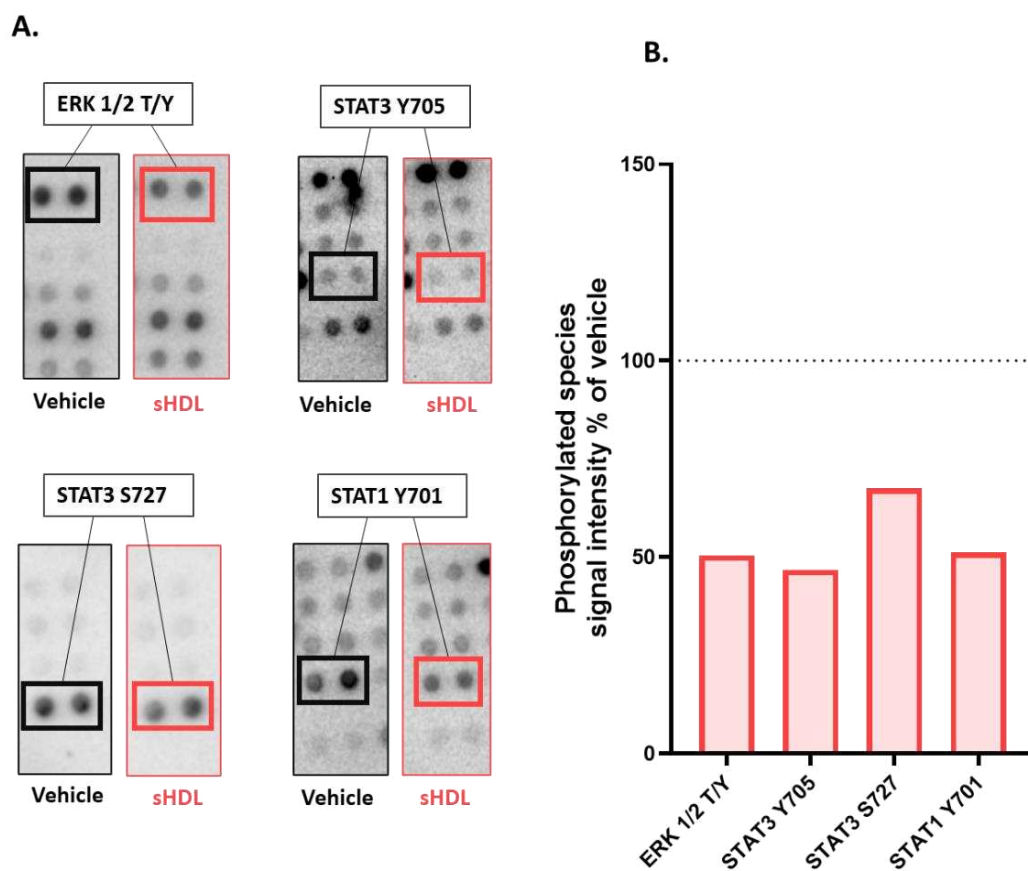 A.
ERK 1/2 T/Y
STAT3 Y705
Vehicle
sHDL
Vehicle
sHDL
STAT3 S727
STAT1 Y701
Vehicle
sHDL
Vehicle
sHDL
B.
Phosphorylated species
signal intensity % of vehicle
150
100
50
0
ERK 1/2 T/Y
STAT3 Y705
STAT3 S727
STAT1 Y701